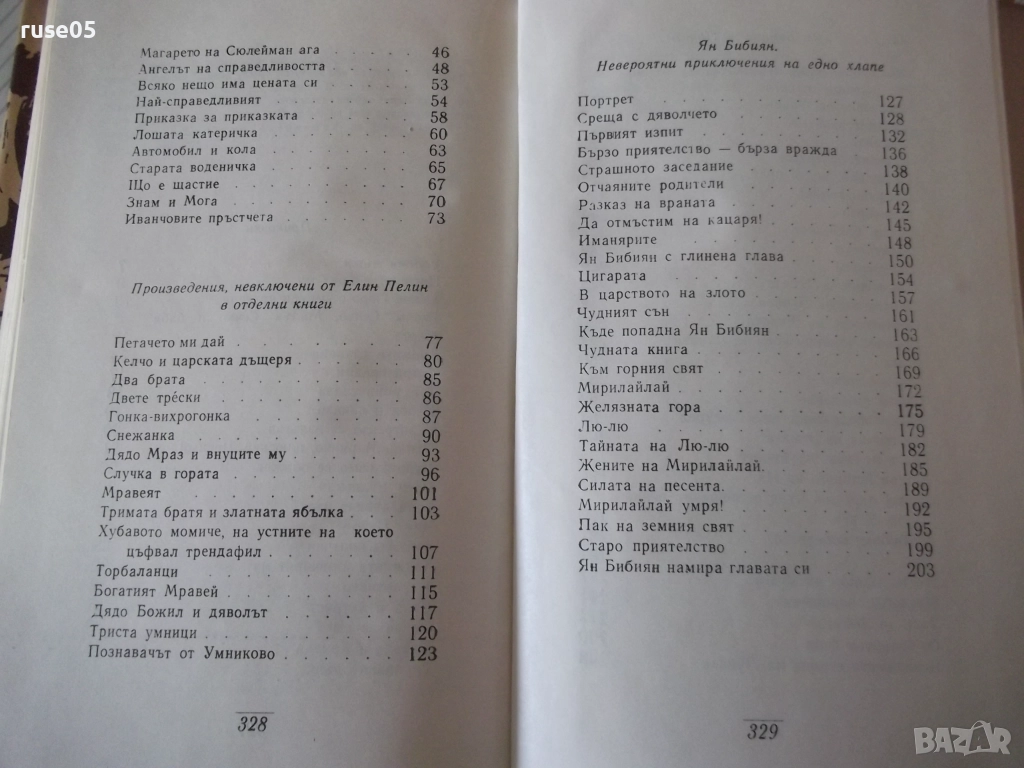 ruse05
Магарето на Сюлейман ага . . . . . 46
Ангелът на справедливостта . . . . . 48
Всяко нещо има цената си . . . . . 53
Най-справедливият . . . . . 54
Приказка за приказката . . . . . 58
Лошата катеричка . . . . . 60
Автомобил и кола . . . . . 63
Старата воденичка . . . . . 65
Що е щастие . . . . . 67
Знам и Мога . . . . . 70
Иванчовите пръстчета . . . . . 73
Произведения, невключени от Елин Пелин
в отделни книги
Петачето ми дай . . . . . 77
Келчо и царската дъщеря . . . . . 80
Два брата . . . . . 85
Двете трѐски . . . . . 86
Гонка-вихрогонка . . . . . 87
Снежанка . . . . . 90
Дядо Мраз и внуците му . . . . . 93
Случка в гората . . . . . 96
Мравеят . . . . . 101
Тримата братя и златната ябълка . . . . . 103
Хубавото момиче, на устните на което
цъфвал трендафил . . . . . 107
Торбаланци . . . . . 111
Богатият Мравей . . . . . 115
Дядо Божил и дяволът . . . . . 117
Триста умници . . . . . 120
Познавачът от Умниково . . . . . 123
328
Ян Бибиян.
Невероятни приключения на едно хлапе
Портрет . . . . . 127
Среща с дяволчето . . . . . 128
Първият изпит . . . . . 132
Бързо приятелство — бърза вражда . . . . . 136
Страшното заседание . . . . . 138
Отчаяните родители . . . . . 140
Разказ на враната . . . . . 142
Да отмъстим на кацаря! . . . . . 145
Иманярите . . . . . 148
Ян Бибиян с глинена глава . . . . . 150
Цигарата . . . . . 154
В царството на злото . . . . . 157
Чудният сън . . . . . 161
Къде попадна Ян Бибиян . . . . . 163
Чудната книга . . . . . 166
Към горния свят . . . . . 169
Мирилайлай . . . . . 172
Желязната гора . . . . . 175
Лю-лю . . . . . 179
Тайната на Лю-лю . . . . . 182
Жените на Мирилайлай . . . . . 185
Силата на песента . . . . . 189
Мирилайлай умря! . . . . . 192
Пак на земния свят . . . . . 195
Старо приятелство . . . . . 199
Ян Бибиян намира главата си . . . . . 203
329
BAZAR